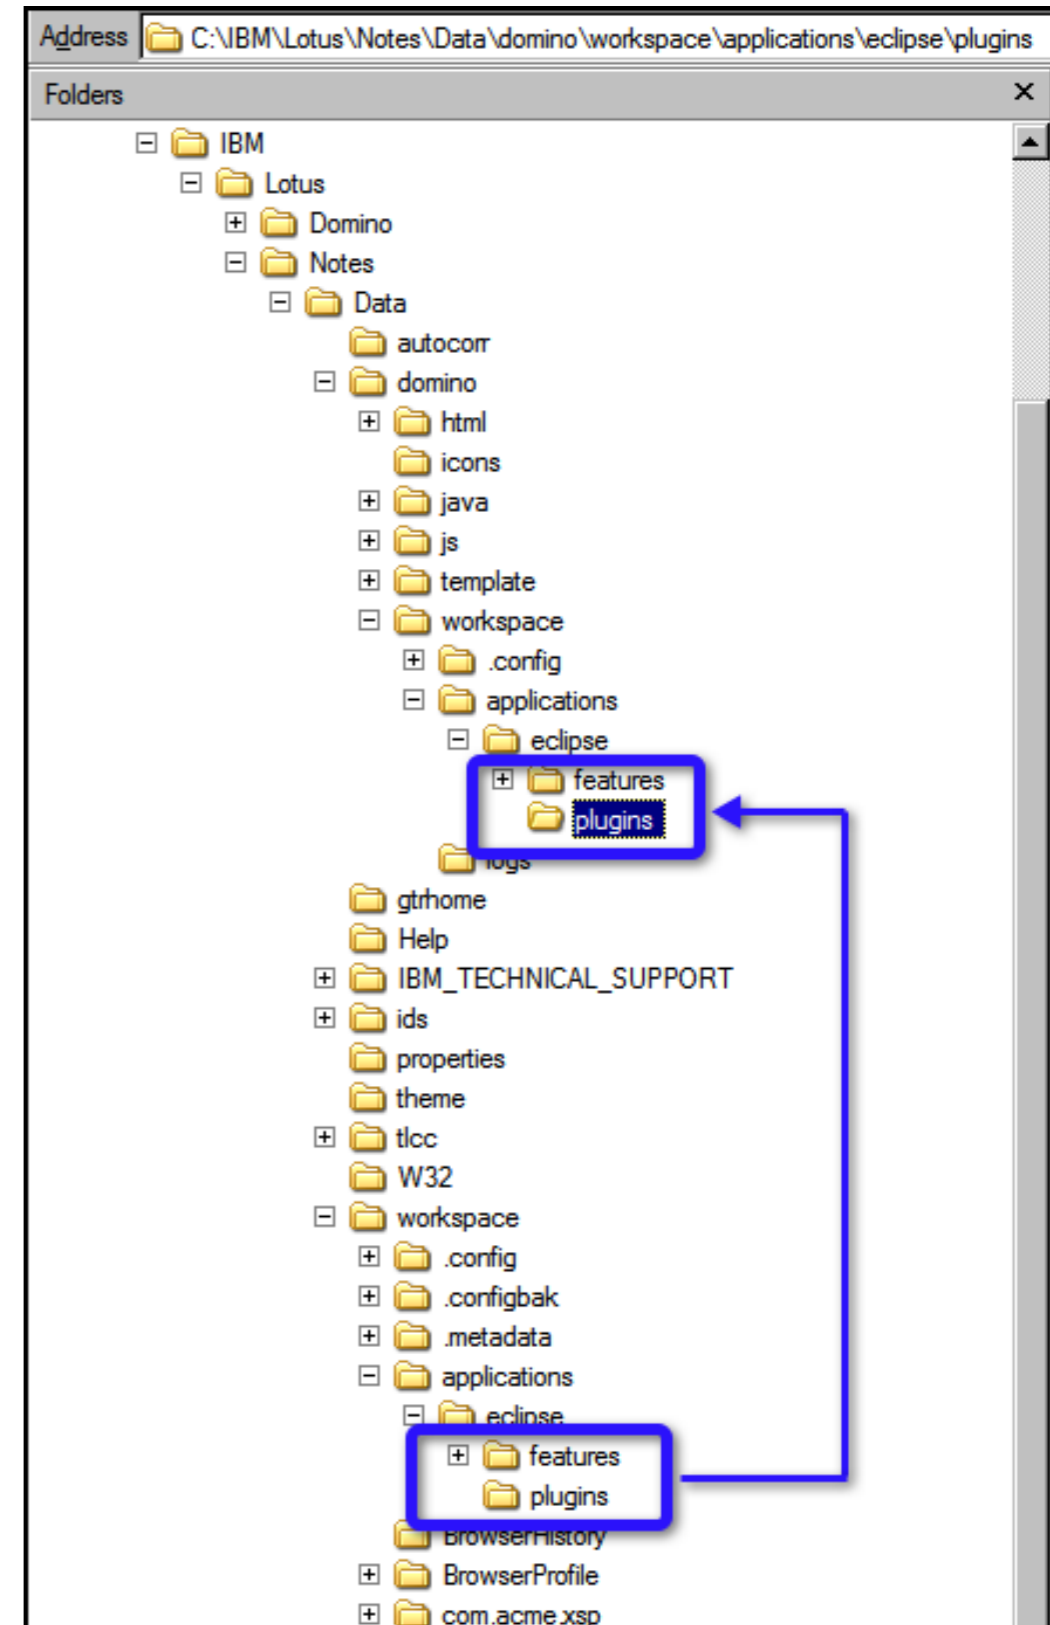 Address C:\IBM\Lotus\Notes\Data\domino\workspace\applications\eclipse\plugins
Folders
IBM
Lotus
Domino
Notes
Data
autocorr
domino
html
icons
java
js
template
workspace
.config
applications
eclipse
features
plugins
logs
gtrhome
Help
IBM_TECHNICAL_SUPPORT
ids
properties
theme
tlcc
W32
workspace
.config
.configbak
.metadata
applications
eclipse
features
plugins
BrowserHistory
BrowserProfile
com.acme.xsp